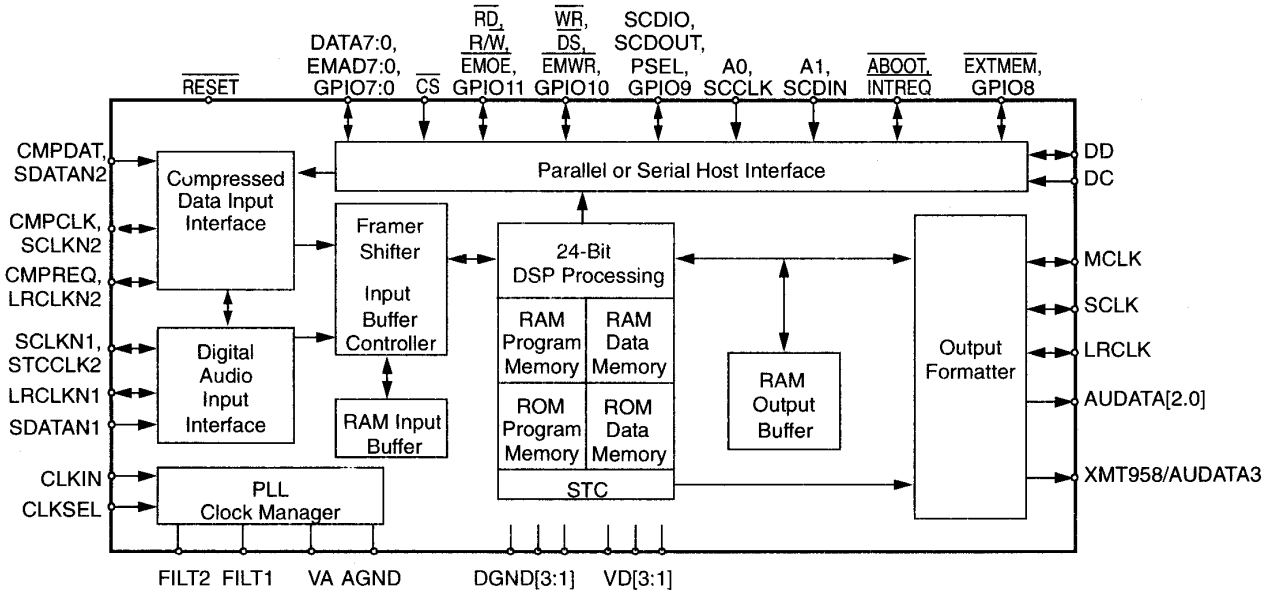 RD,
R/W,
EMOE,
GPIO11
WR,
DS,
EMWR,
GPIO10
SCDIO,
SCDOUT,
PSEL,
GPIO9
DATA7:0,
EMAD7:0,
GPIO7:0
RESET
CS
A0,
SCCLK
A1,
SCDIN
ABOOT,
INTREQ
EXTMEM,
GPIO8
CMPDAT,
SDATAN2
CMPCLK,
SCLKN2
CMPREQ,
LRCLKN2
SCLKN1,
STCCLK2
LRCLKN1
SDATAN1
CLKIN
CLKSEL
Compressed
Data Input
Interface
Digital
Audio
Input
Interface
PLL
Clock Manager
Parallel or Serial Host Interface
Framer
Shifter
Input
Buffer
Controller
RAM Input
Buffer
24-Bit
DSP Processing
RAM
Program
Memory
RAM
Data
Memory
ROM
Program
Memory
ROM
Data
Memory
STC
RAM
Output
Buffer
Output
Formatter
DD
DC
MCLK
SCLK
LRCLK
AUDATA[2.0]
XMT958/AUDATA3
FILT2 FILT1 VA AGND DGND[3:1] VD[3:1]